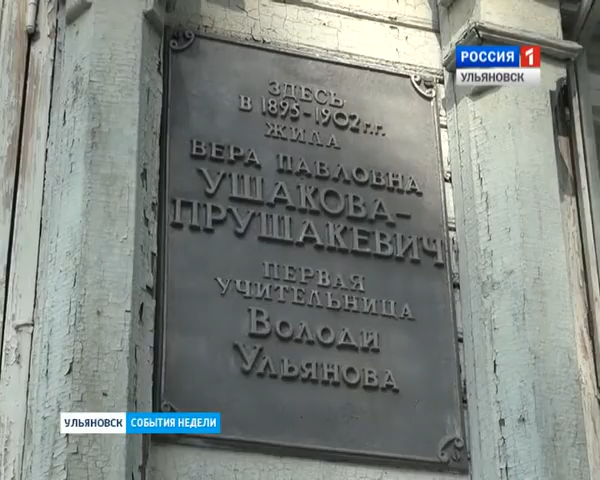 РОССИЯ 1
УЛЬЯНОВСК
ЗДЕСЬ
В 1895-1902 г.г.
ЖИЛА
ВЕРА ПАВЛОВНА
УШАКОВА-
ПРУШАКЕВИЧ
ПЕРВАЯ
УЧИТЕЛЬНИЦА
ВОЛОДИ
УЛЬЯНОВА
УЛЬЯНОВСК СОБЫТИЯ НЕДЕЛИ